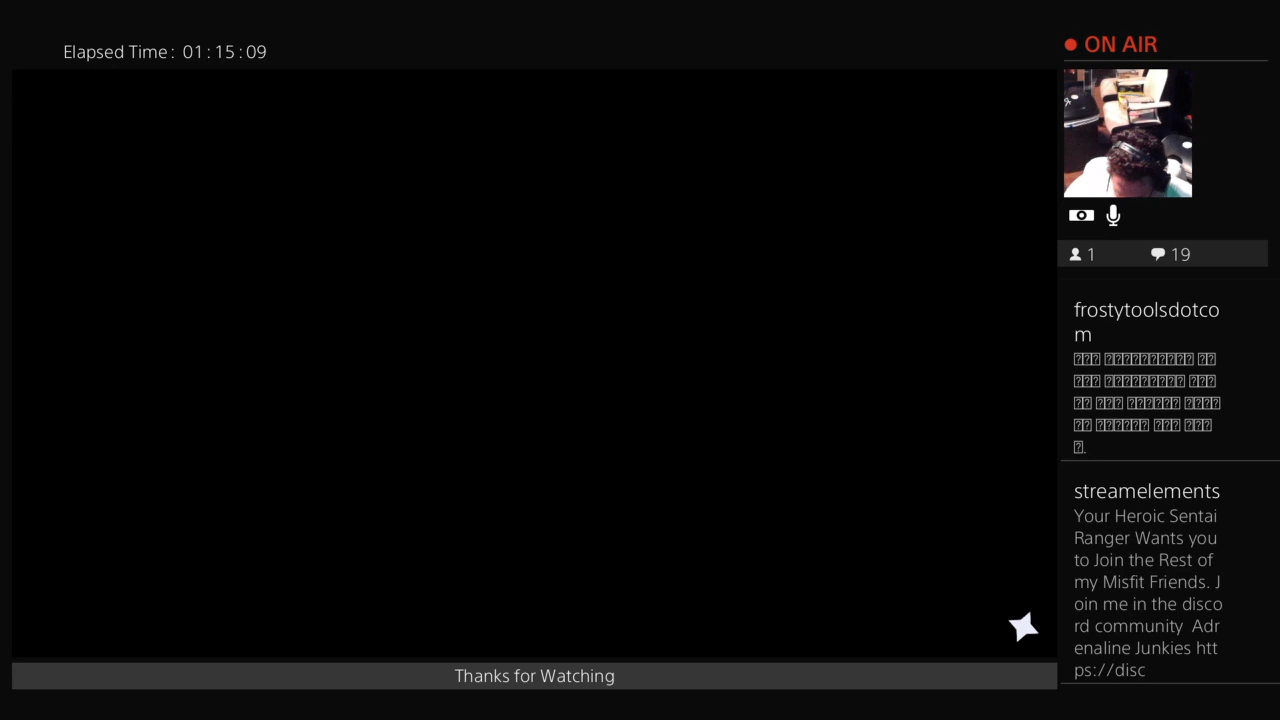 Elapsed Time: 01:15:09
ON AIR
1 19
frostytoolsdotco
m
streamelements
Your Heroic Sentai
Ranger Wants you
to Join the Rest of
my Misfit Friends. J
oin me in the disco
rd community Adr
enaline Junkies htt
ps://disc
Thanks for Watching